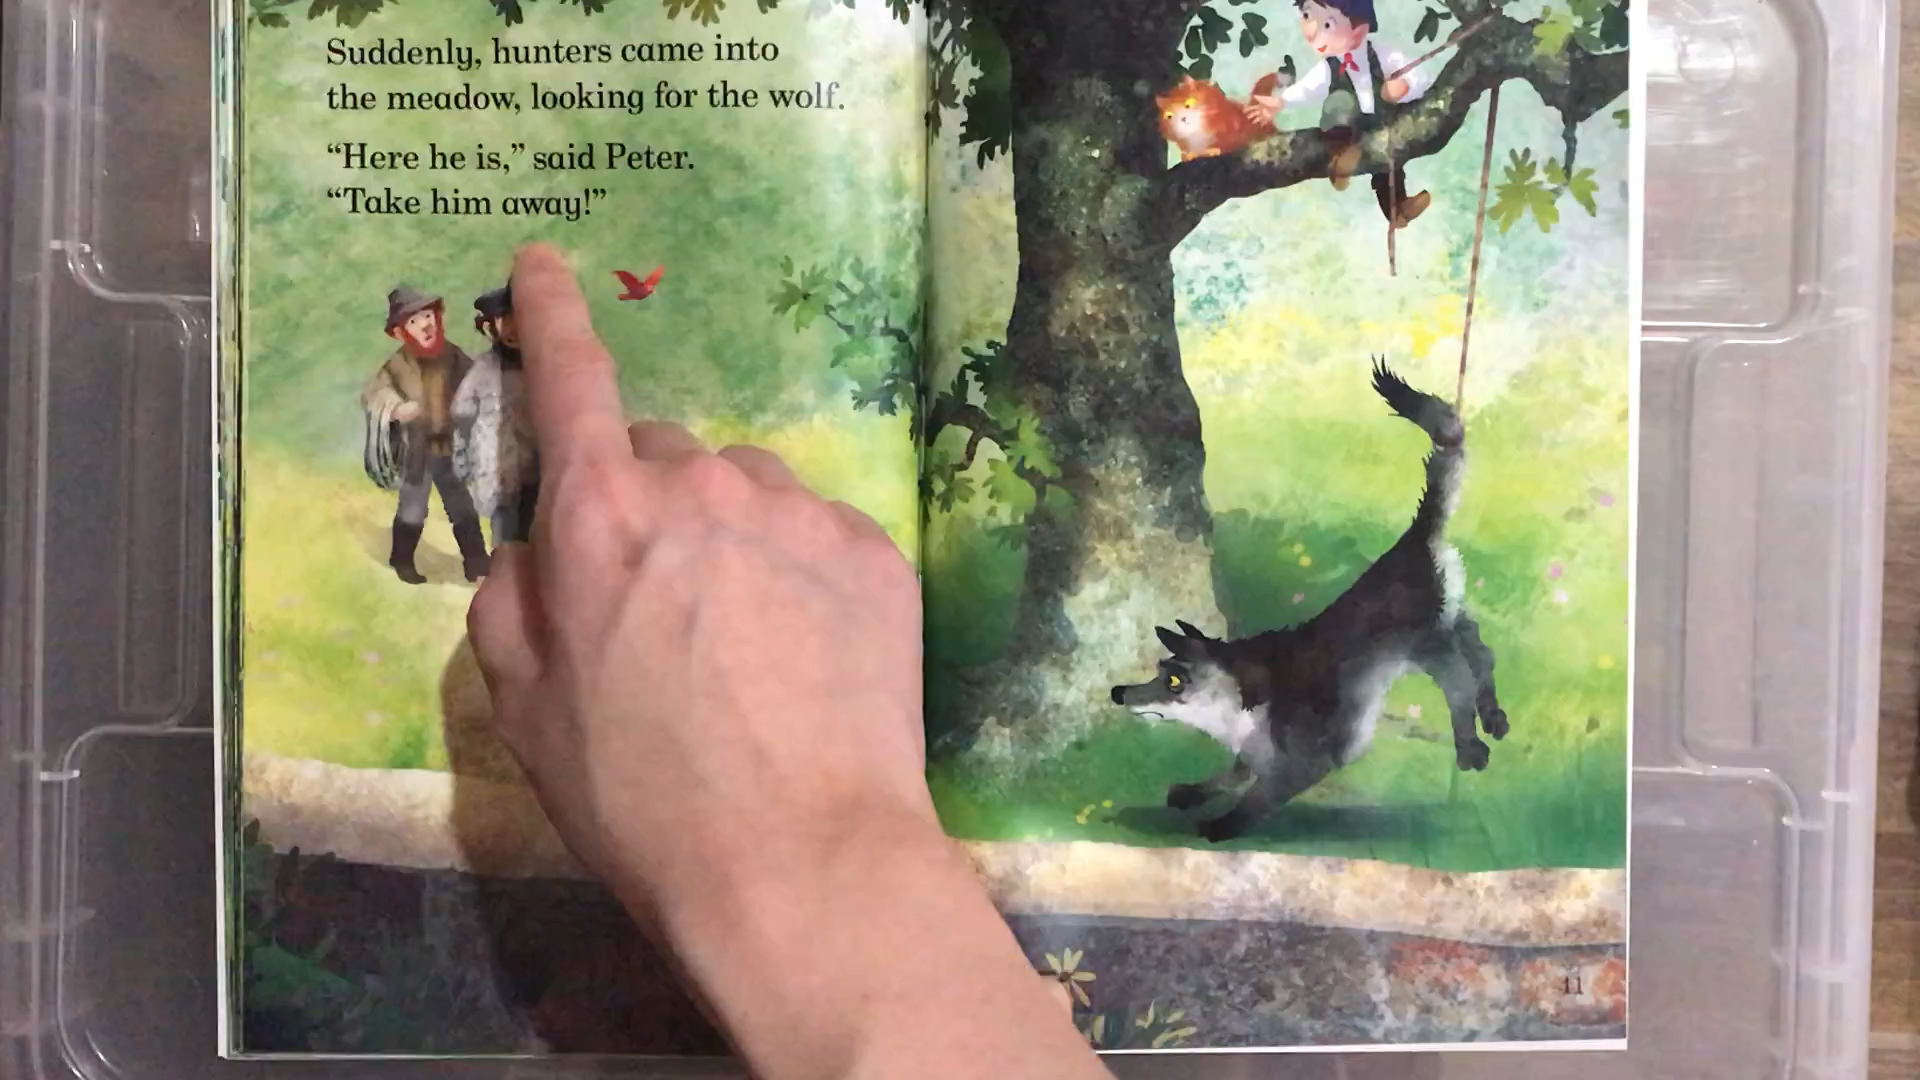 Suddenly, hunters came into
the meadow, looking for the wolf.
“Here he is,” said Peter.
“Take him away!”
11